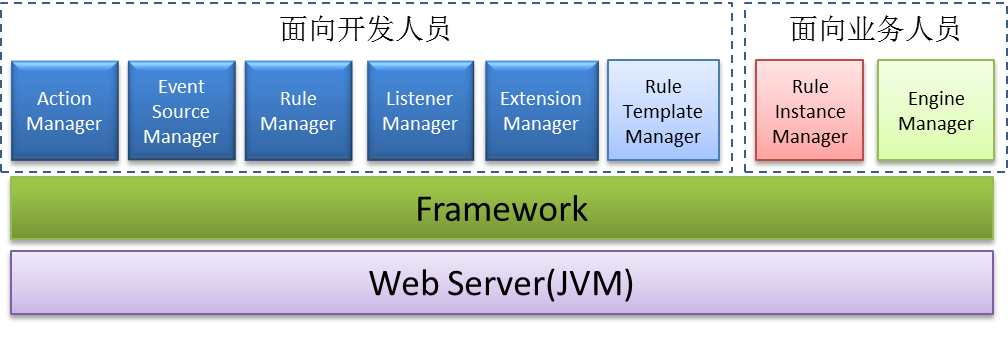 面向开发人员
面向业务人员
Action
Manager
Event
Source
Manager
Rule
Manager
Listener
Manager
Extension
Manager
Rule
Template
Manager
Rule
Instance
Manager
Engine
Manager
Framework
Web Server(JVM)